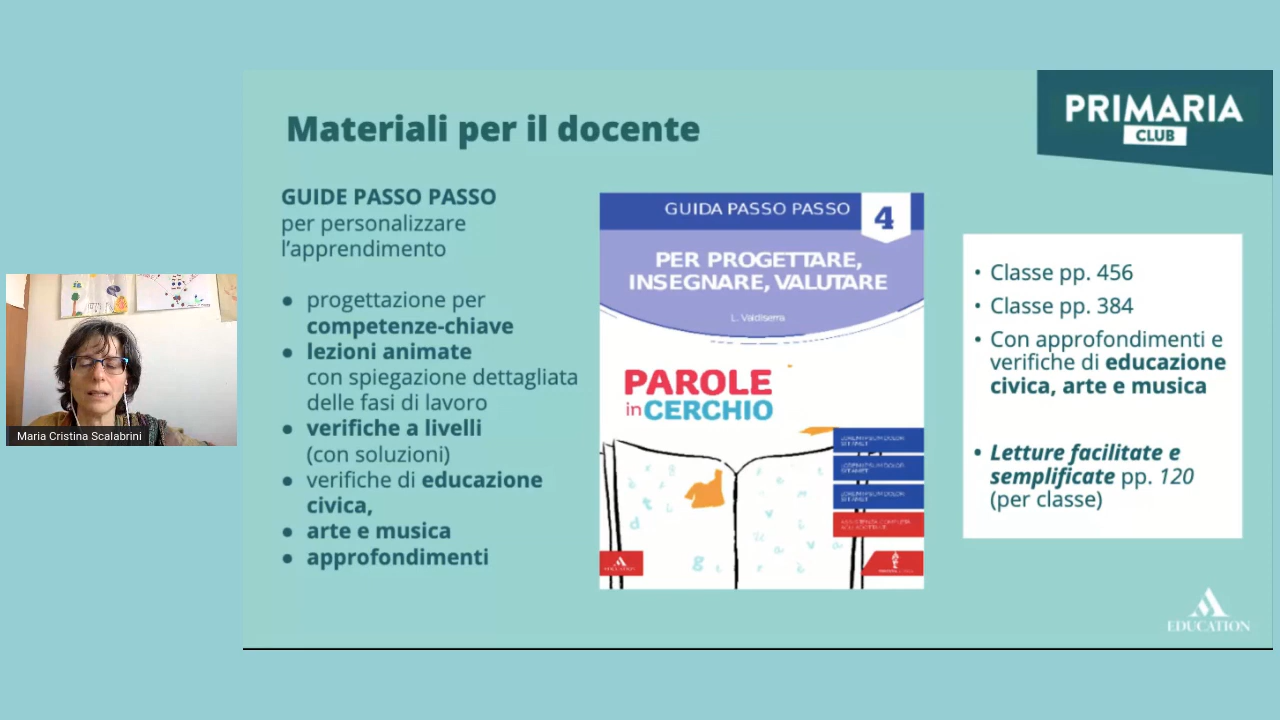 PRIMARIA
CLUB
Materiali per il docente
GUIDE PASSO PASSO
per personalizzare
l'apprendimento
● progettazione per
competenze-chiave
● lezioni animate
con spiegazione dettagliata
delle fasi di lavoro
● verifiche a livelli
(con soluzioni)
● verifiche di educazione
civica,
● arte e musica
● approfondimenti
GUIDA PASSO PASSO
4
PER PROGETTARE,
INSEGNARE, VALUTARE
L. Valdiserra
PAROLE
in CERCHIO
EDUCATION
• Classe pp. 456
• Classe pp. 384
• Con approfondimenti e
verifiche di educazione
civica, arte e musica
• Letture facilitate e
semplificate pp. 120
(per classe)
EDUCATION
Maria Cristina Scalabrini